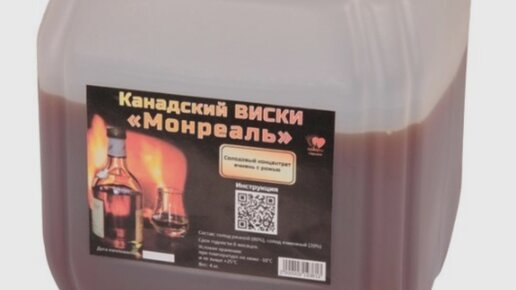 Канадский ВИСКИ
«Монреаль»
Солодовый концентрат
ячмень с рожью
Инструкция
Состав: солод ржаной (80%), солод ячменный (20%)
Срок годности 6 месяцев.
Условия хранения:
при температурах не ниже -10°C
и не выше +25°C
Вес: 4 кг.
Дата изготовления: